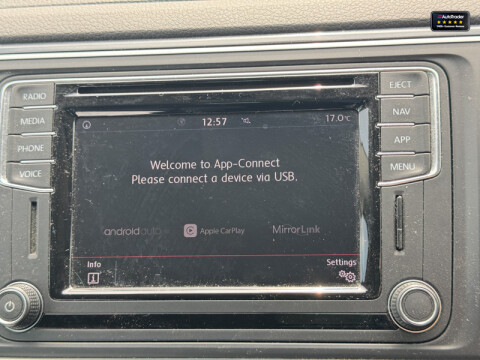 AutoTrader
RADIO
MEDIA
PHONE
VOICE
EJECT
NAV
APP
MENU
12:57
17.0°C
Welcome to App-Connect
Please connect a device via USB.
androidauto
Apple CarPlay
MirrorLink
Info
Settings